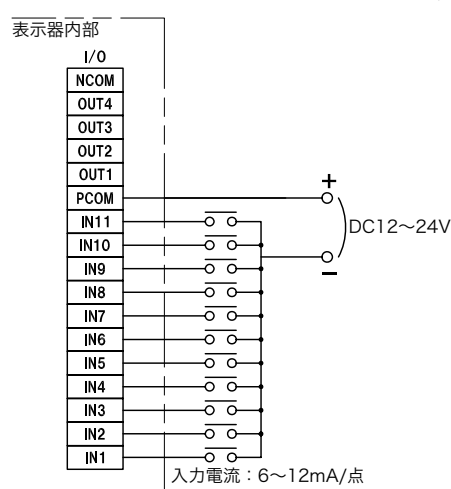 表示器内部
I/O
NCOM
OUT4
OUT3
OUT2
OUT1
PCOM
IN11
IN10
IN9
IN8
IN7
IN6
IN5
IN4
IN3
IN2
IN1
+
DC12～24V
−
入力電流：6～12mA/点